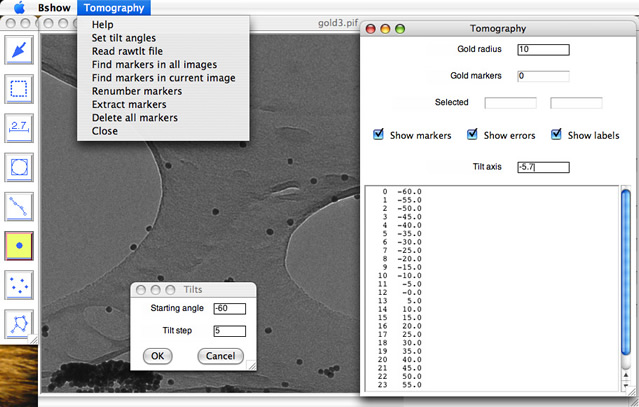 Bshow Tomography
Help
Set tilt angles
Read rawtlt file
Find markers in all images
Find markers in current image
Renumber markers
Extract markers
Delete all markers
Close
gold3.pif
2.7
Tilts
Starting angle -60
Tilt step 5
OK Cancel
Tomography
Gold radius 10
Gold markers 0
Selected
Show markers Show errors Show labels
Tilt axis -5.7
0 -60.0
1 -55.0
2 -50.0
3 -45.0
4 -40.0
5 -35.0
6 -30.0
7 -25.0
8 -20.0
9 -15.0
10 -10.0
11 -5.0
12 -0.0
13 5.0
14 10.0
15 15.0
16 20.0
17 25.0
18 30.0
19 35.0
20 40.0
21 45.0
22 50.0
23 55.0